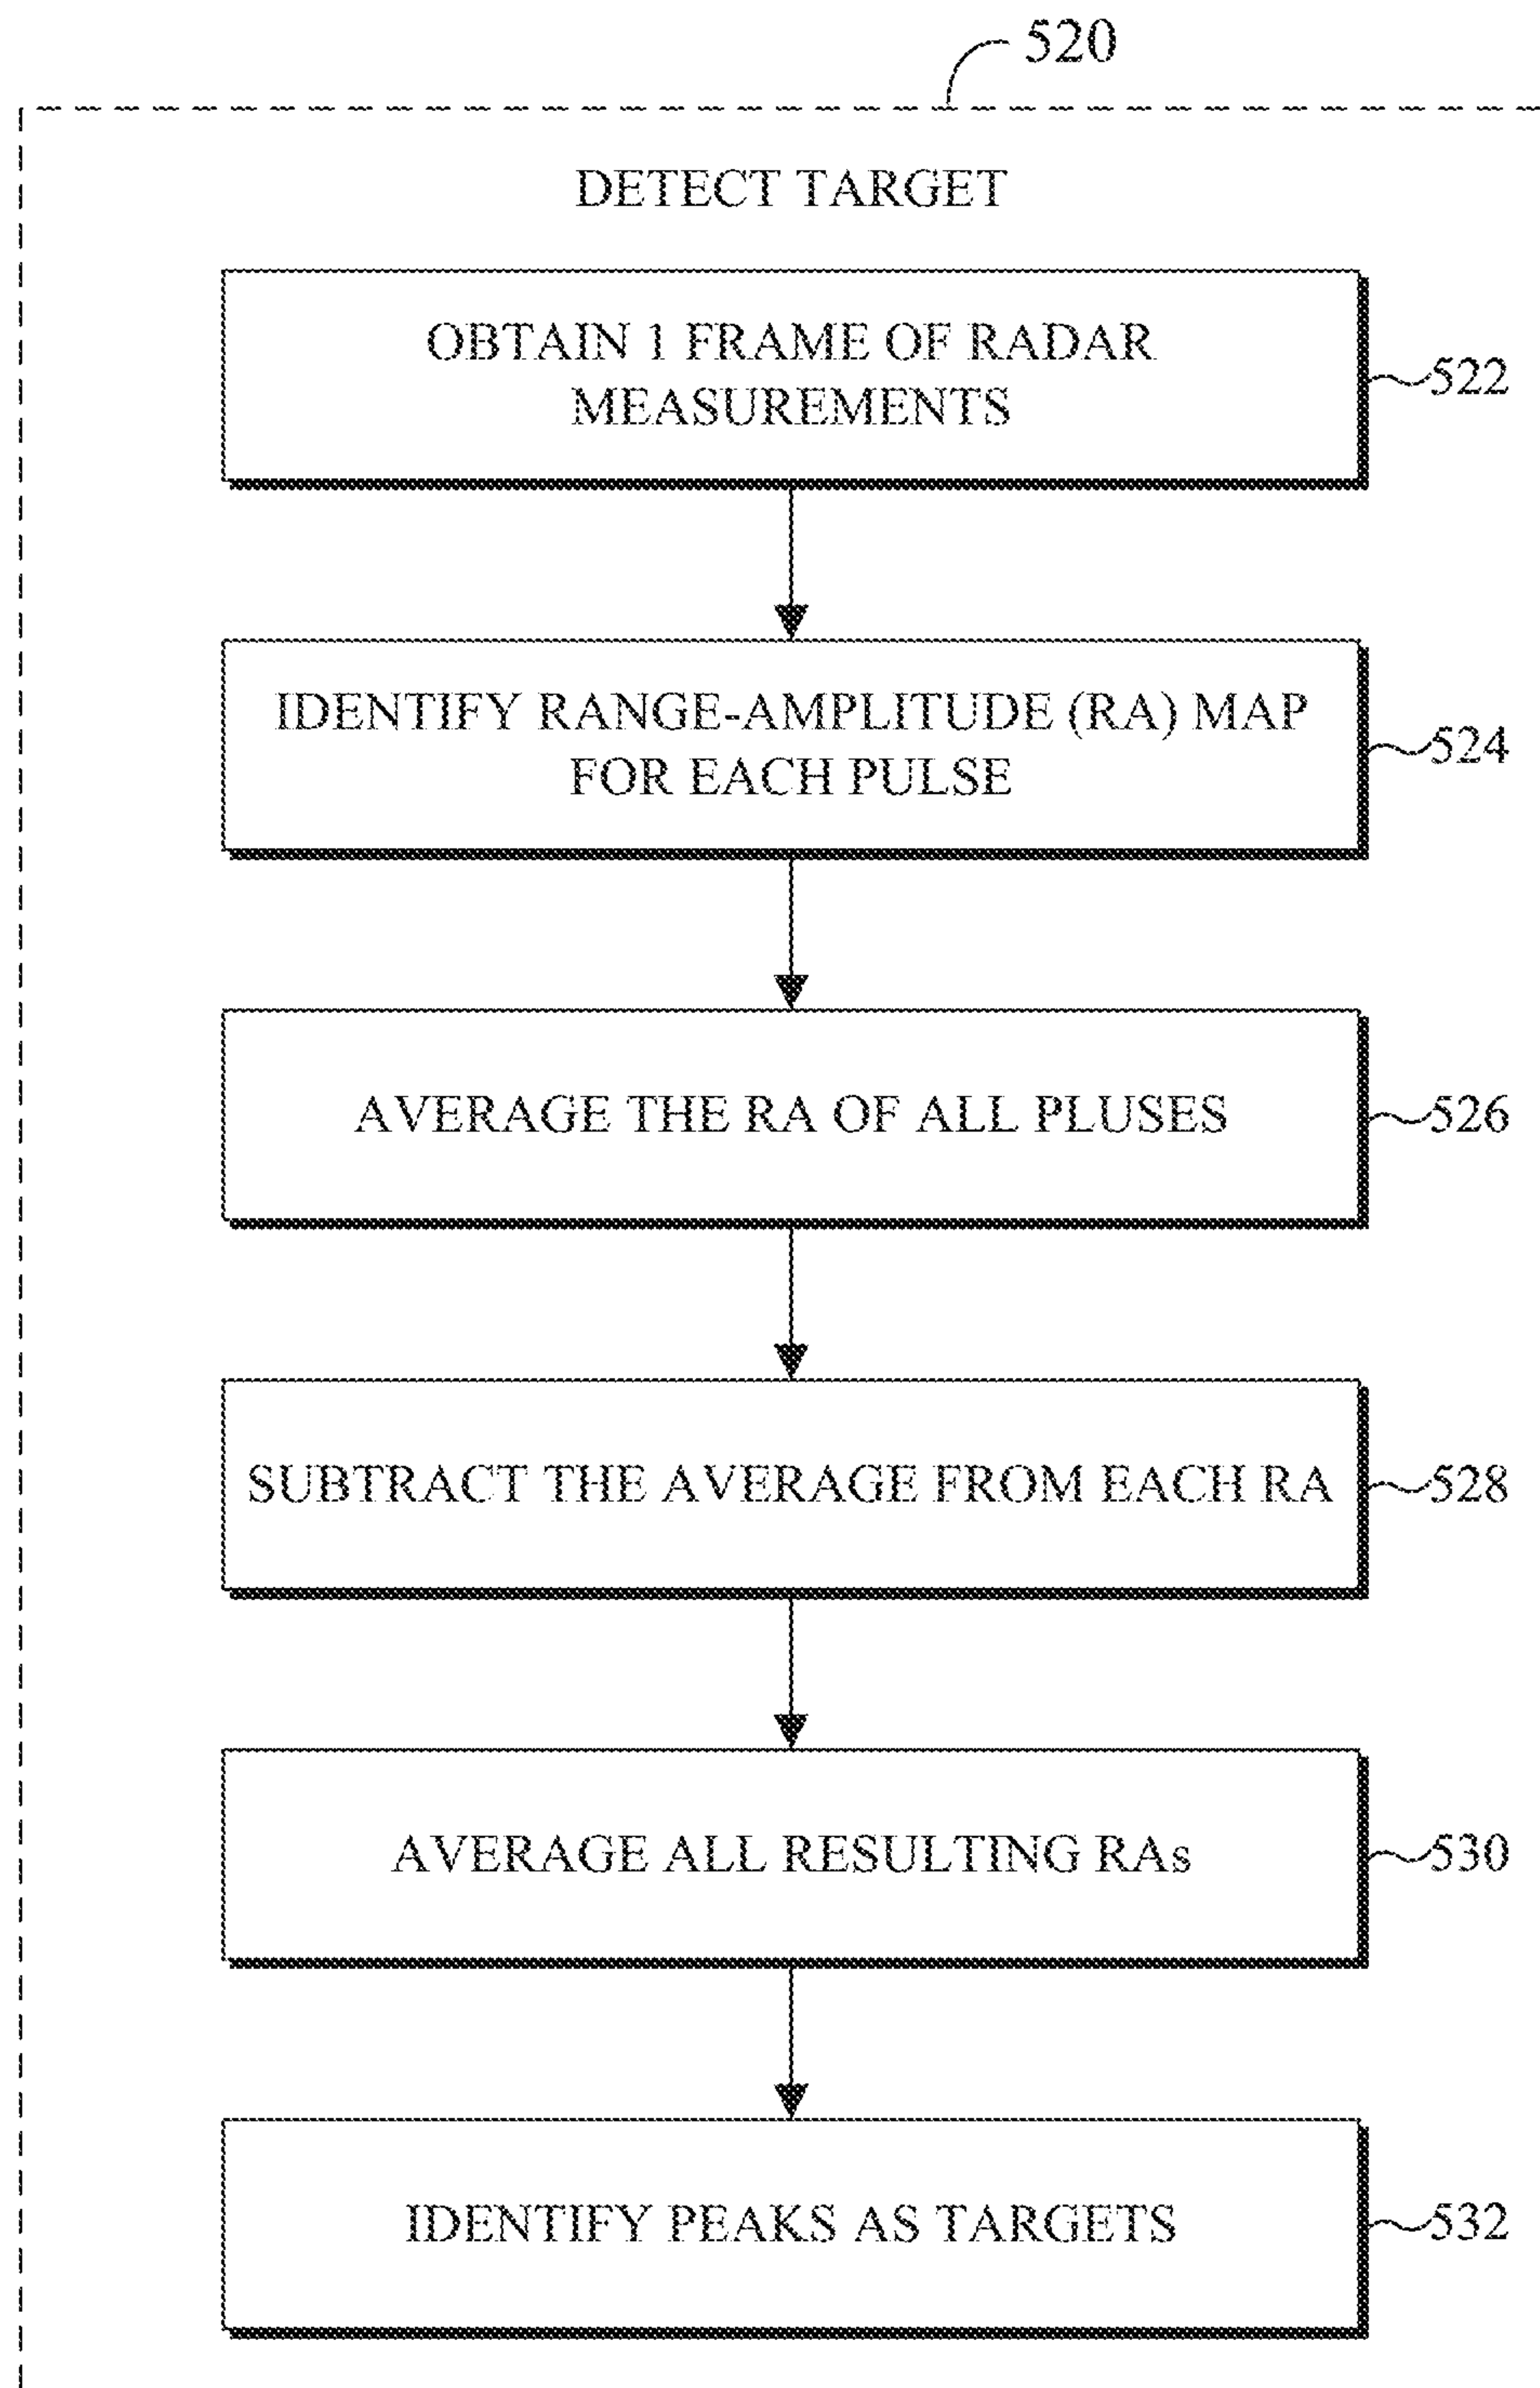 520
DETECT TARGET
OBTAIN 1 FRAME OF RADAR
MEASUREMENTS
522
IDENTIFY RANGE-AMPLITUDE (RA) MAP
FOR EACH PULSE
524
AVERAGE THE RA OF ALL PLUSES
526
SUBTRACT THE AVERAGE FROM EACH RA
528
AVERAGE ALL RESULTING RAs
530
IDENTIFY PEAKS AS TARGETS
532